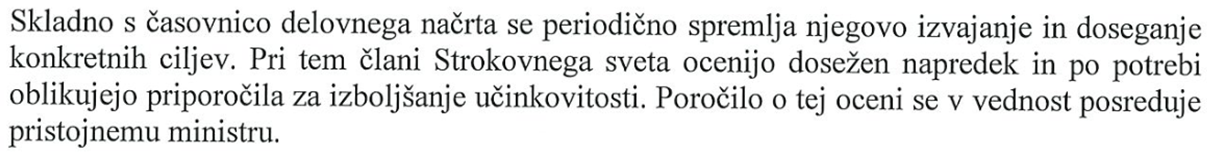 Skladno s časovnico delovnega načrta se periodično spremlja njegovo izvajanje in doseganje
konkretnih ciljev. Pri tem člani Strokovnega sveta ocenijo dosežen napredek in po potrebi
oblikujejo priporočila za izboljšanje učinkovitosti. Poročilo o tej oceni se v vednost posreduje
pristojnemu ministru.